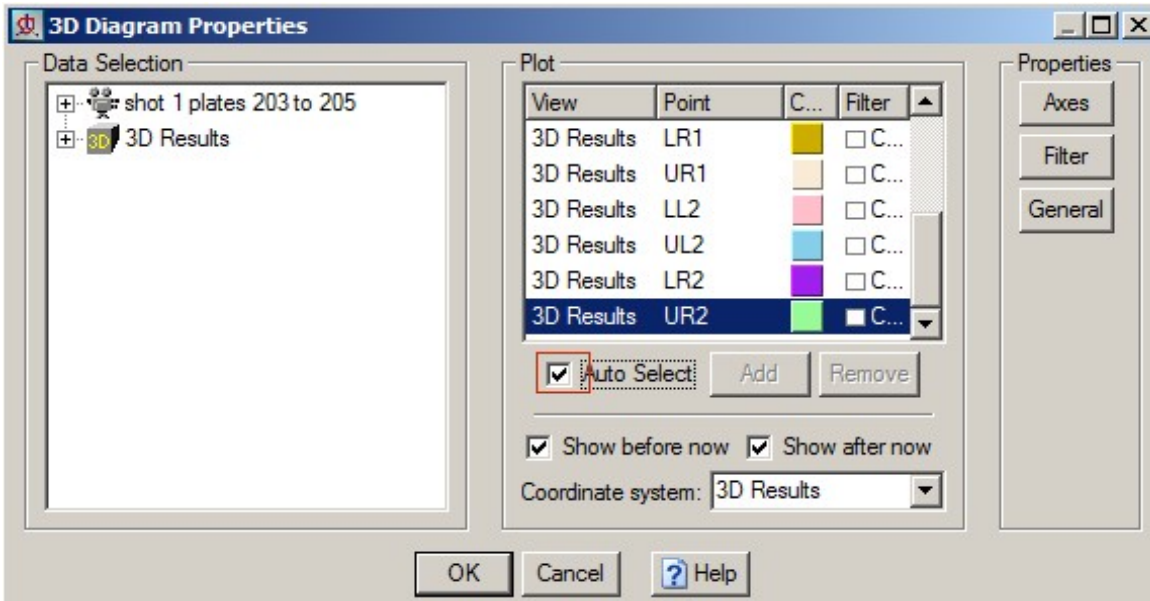 3D Diagram Properties
Data Selection
shot 1 plates 203 to 205
3D 3D Results
Plot
View Point C... Filter
3D Results LR1 C...
3D Results UR1 C...
3D Results LL2 C...
3D Results UL2 C...
3D Results LR2 C...
3D Results UR2 C...
Auto Select Add Remove
Show before now Show after now
Coordinate system: 3D Results
Properties
Axes
Filter
General
OK Cancel ? Help